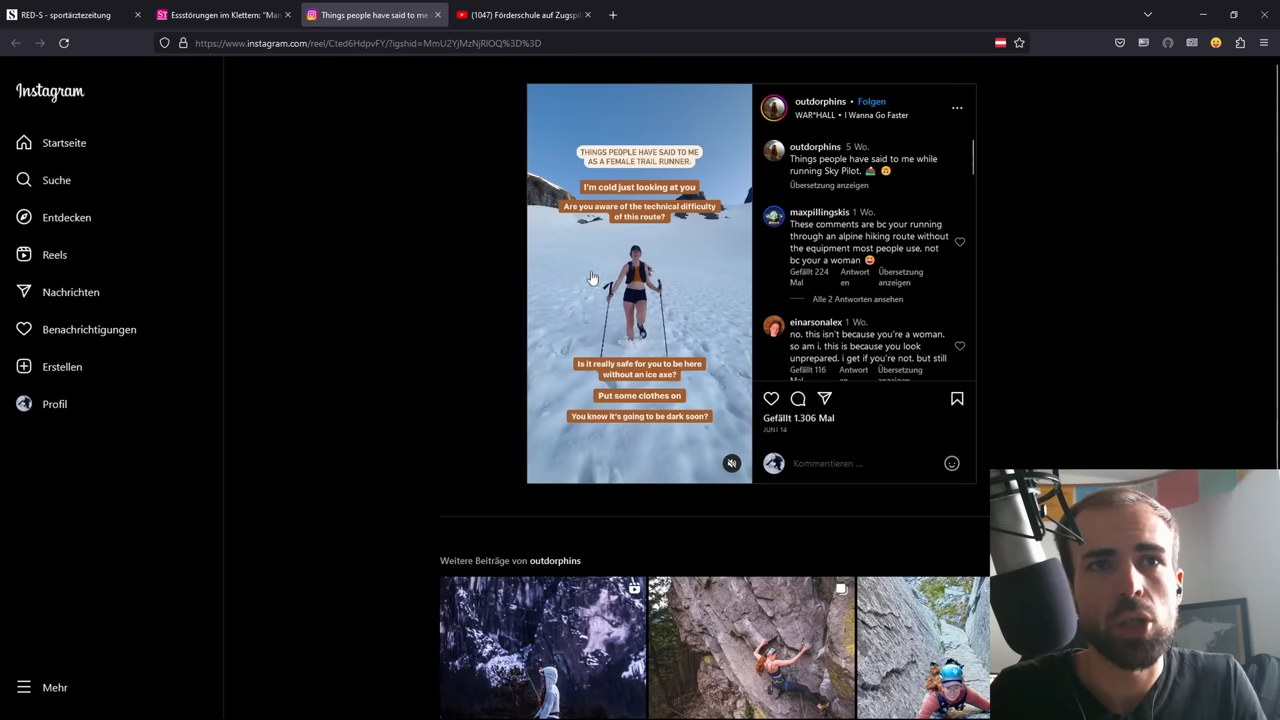 RED-S - sportärztezeitung
Essstörungen im Klettern: "Man
Things people have said to me
(1047) Förderschule auf Zugspit
https://www.instagram.com/reel/Cted6HdpvFY/?igshid=MmU2YjMzNjRlOQ%3D%3D
Instagram
Startseite
Suche
Entdecken
Reels
Nachrichten
Benachrichtigungen
Erstellen
Profil
Mehr
THINGS PEOPLE HAVE SAID TO ME
AS A FEMALE TRAIL RUNNER:
I'm cold just looking at you
Are you aware of the technical difficulty
of this route?
Is it really safe for you to be here
without an ice axe?
Put some clothes on
You know it's going to be dark soon?
outdorphins • Folgen
WAR*HALL • I Wanna Go Faster
outdorphins 5 Wo.
Things people have said to me while
running Sky Pilot.
Übersetzung anzeigen
maxpillingskis 1 Wo.
These comments are bc your running
through an alpine hiking route without
the equipment most people use, not
bc your a woman
Gefällt 224 Mal
Antworten
Übersetzung anzeigen
Alle 2 Antworten ansehen
einarsonalex 1 Wo.
no. this isn't because you're a woman.
so am i. this is because you look
unprepared. i get if you're not. but still
Gefällt 116 Mal
Antworten
Übersetzung anzeigen
Gefällt 1.306 Mal
JUNI 14
Kommentieren ...
Weitere Beiträge von outdorphins